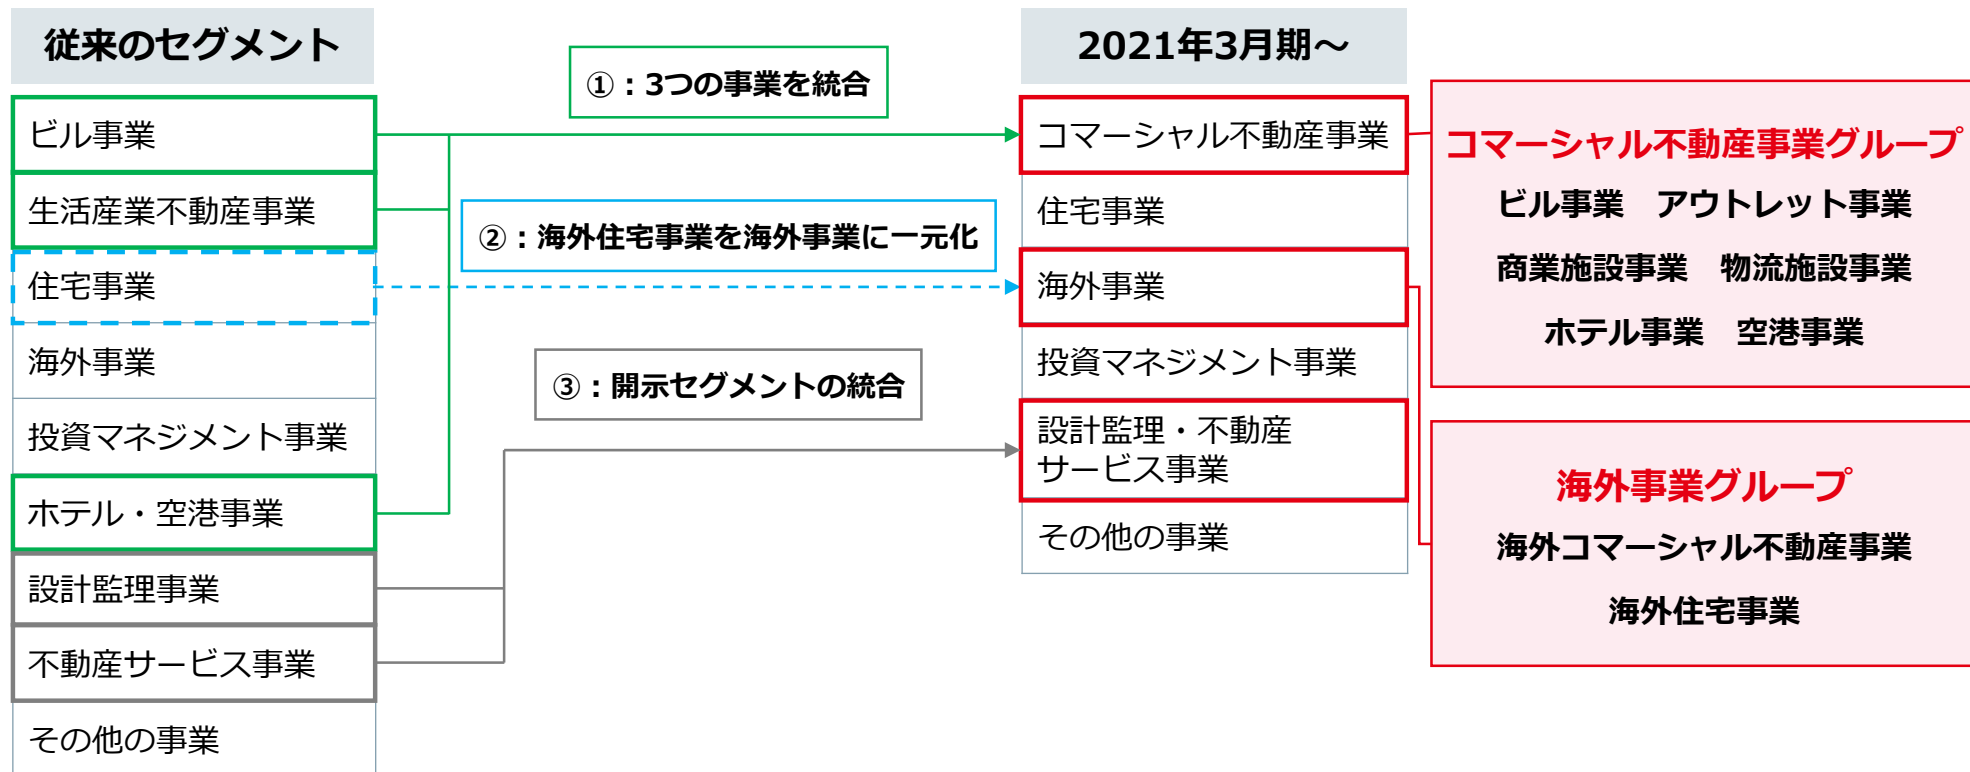 従来のセグメント
ビル事業
生活産業不動産事業
住宅事業
海外事業
投資マネジメント事業
ホテル・空港事業
設計監理事業
不動産サービス事業
その他の事業
①：3つの事業を統合
②：海外住宅事業を海外事業に一元化
③：開示セグメントの統合
2021年3月期～
コマーシャル不動産事業
住宅事業
海外事業
投資マネジメント事業
設計監理・不動産
サービス事業
その他の事業
コマーシャル不動産事業グループ
ビル事業　アウトレット事業
商業施設事業　物流施設事業
ホテル事業　空港事業
海外事業グループ
海外コマーシャル不動産事業
海外住宅事業